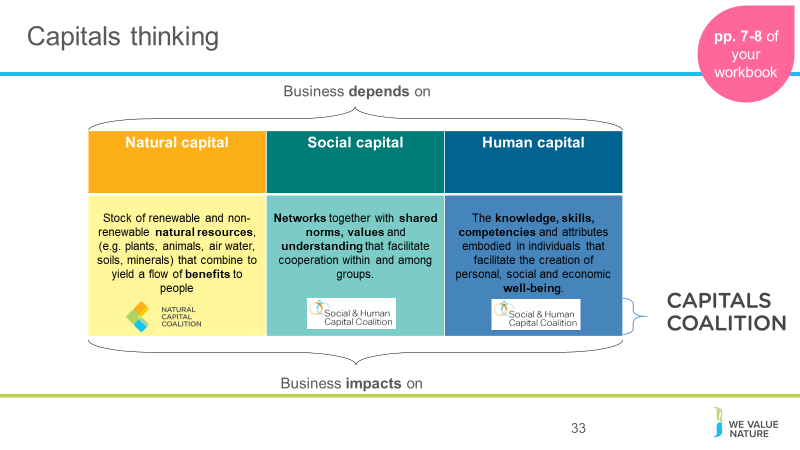 Capitals thinking
pp. 7-8 of
your
workbook
Business depends on
Natural capital
Social capital
Human capital
Stock of renewable and non-
renewable natural resources,
(e.g. plants, animals, air water,
soils, minerals) that combine to
yield a flow of benefits to
people
NATURAL
CAPITAL
COALITION
Networks together with shared
norms, values and
understanding that facilitate
cooperation within and among
groups.
Social & Human
Capital Coalition
The knowledge, skills,
competencies and attributes
embodied in individuals that
facilitate the creation of
personal, social and economic
well-being.
Social & Human
Capital Coalition
CAPITALS
COALITION
Business impacts on
33
WE VALUE
NATURE